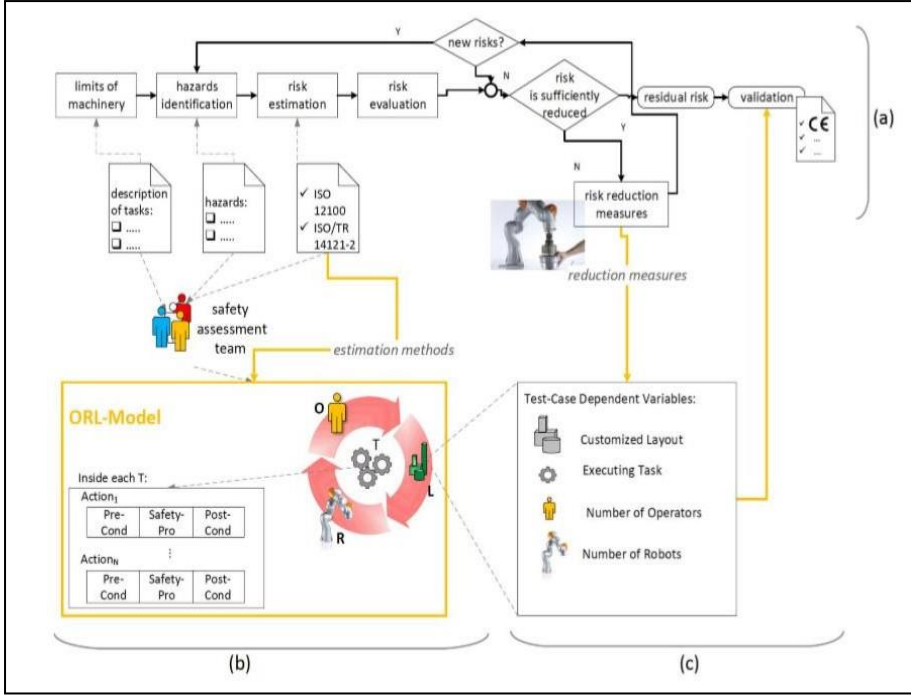 Y
new risks?
N
limits of
machinery
hazards
identification
risk
estimation
risk
evaluation
risk
is sufficiently
reduced
residual risk
validation
(a)
Y
N
✓ CE
✓ ...
✓ ....
description
of tasks:
❑ .....
❑ .....
hazards:
❑ .....
❑ .....
✓ ISO
12100
✓ ISO/TR
14121-2
risk reduction
measures
reduction measures
safety
assessment
team
estimation methods
ORL-Model
O
T
L
R
Inside each T:
Action1
Pre-
Cond
Safety-
Pro
Post-
Cond
⋮
ActionN
Pre-
Cond
Safety-
Pro
Post-
Cond
Test-Case Dependent Variables:
Customized Layout
Executing Task
Number of Operators
Number of Robots
(b)
(c)